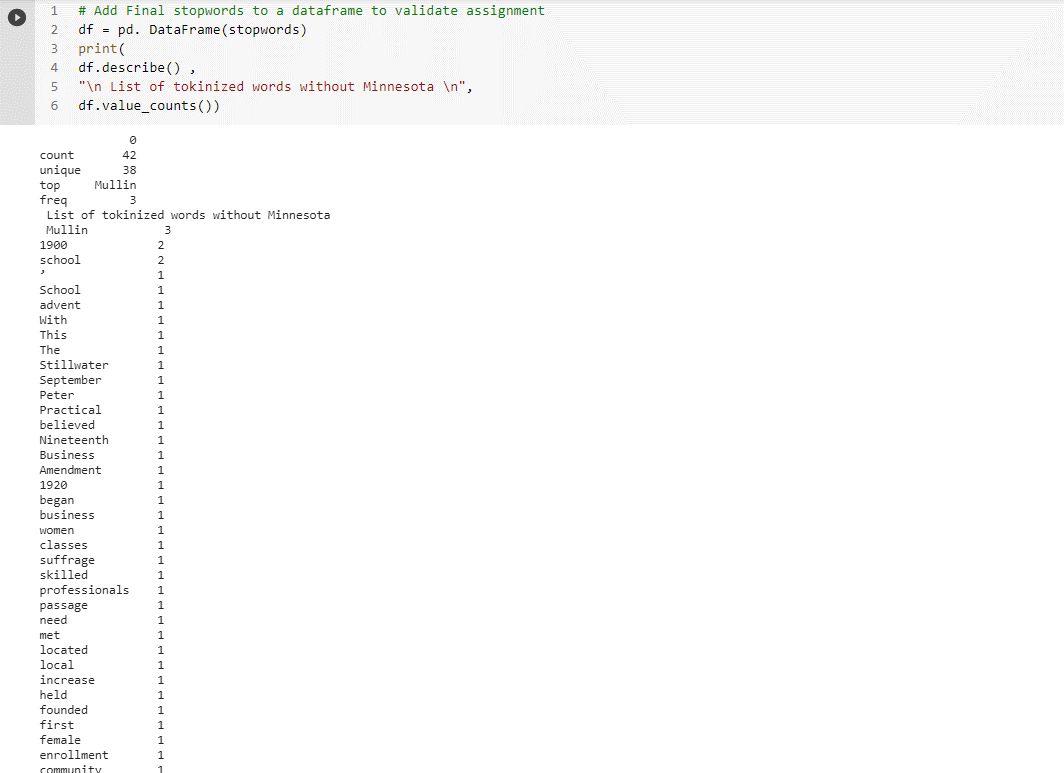 1 # Add Final stopwords to a dataframe to validate assignment
2 df = pd. DataFrame(stopwords)
3 print(
4 df.describe() ,
5 "\n List of tokinized words without Minnesota \n",
6 df.value_counts())
0
count 42
unique 38
top Mullin
freq 3
List of tokinized words without Minnesota
Mullin 3
1900 2
school 2
’ 1
School 1
advent 1
With 1
This 1
The 1
Stillwater 1
September 1
Peter 1
Practical 1
believed 1
Nineteenth 1
Business 1
Amendment 1
1920 1
began 1
business 1
women 1
classes 1
suffrage 1
skilled 1
professionals 1
passage 1
need 1
met 1
located 1
local 1
increase 1
held 1
founded 1
first 1
female 1
enrollment 1
community 1